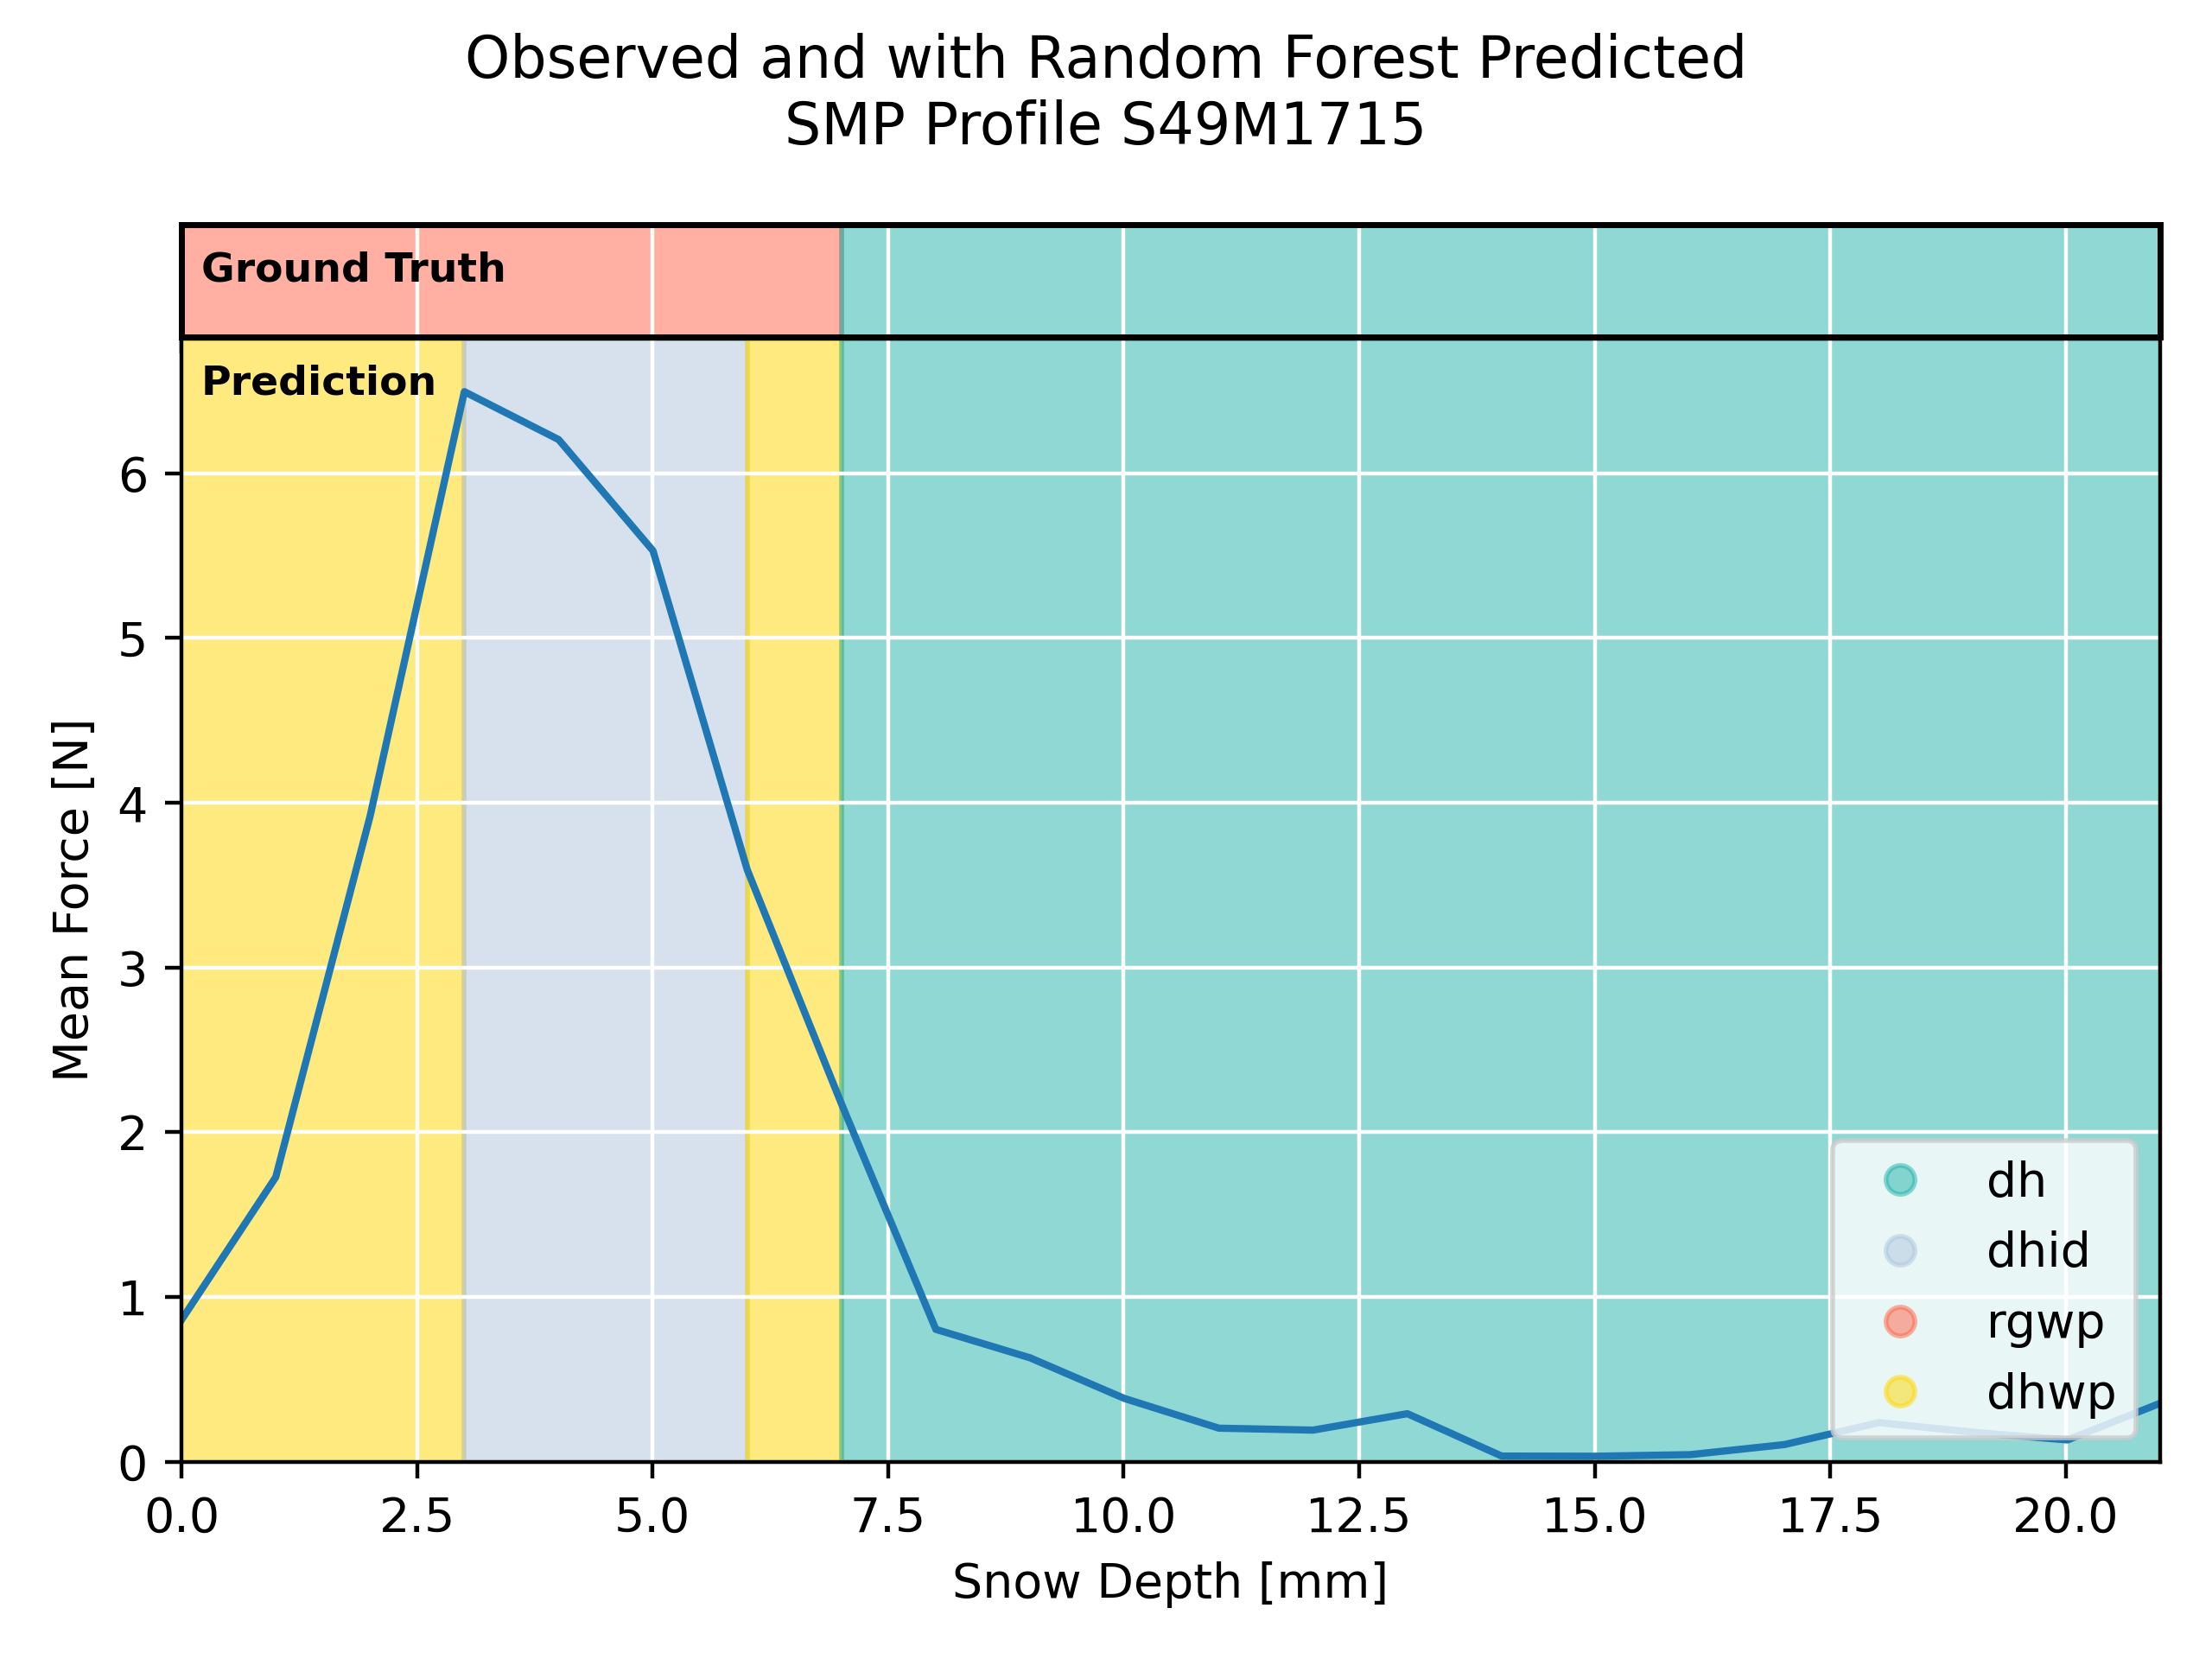 Observed and with Random Forest Predicted
SMP Profile S49M1715
Ground Truth
Prediction
6
5
4
3
2
1
0
Mean Force [N]
dh
dhid
rgwp
dhwp
0.0 2.5 5.0 7.5 10.0 12.5 15.0 17.5 20.0
Snow Depth [mm]